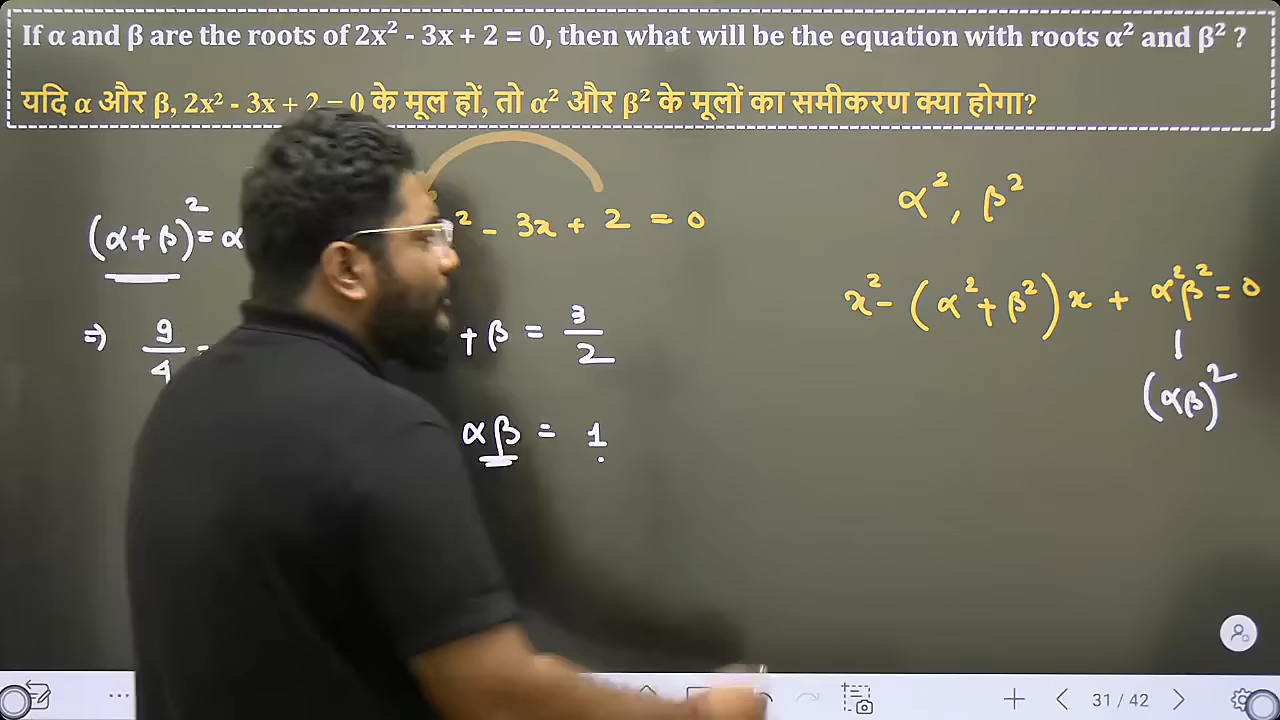 If α and β are the roots of 2x² - 3x + 2 = 0, then what will be the equation with roots α² and β² ?
यदि α और β, 2x² - 3x + 2 = 0 के मूल हों, तो α² और β² के मूलों का समीकरण क्या होगा?
α², β²
(α+β)² = α
² - 3x + 2 = 0
x² - (α² + β²) x + α²β² = 0
⇒ 9/4 =
+ β = 3/2
(αβ)²
αβ = 1
31 / 42